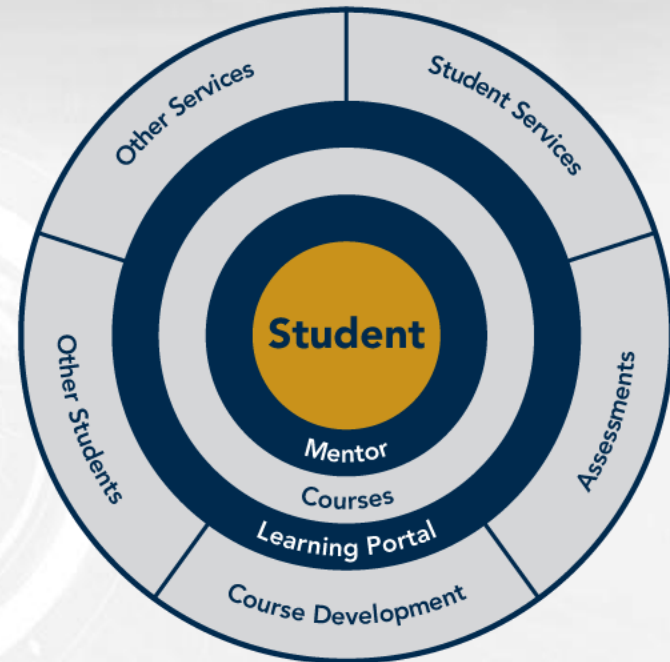 Other Services
Student Services
Student
Other Students
Assessments
Mentor
Courses
Learning Portal
Course Development